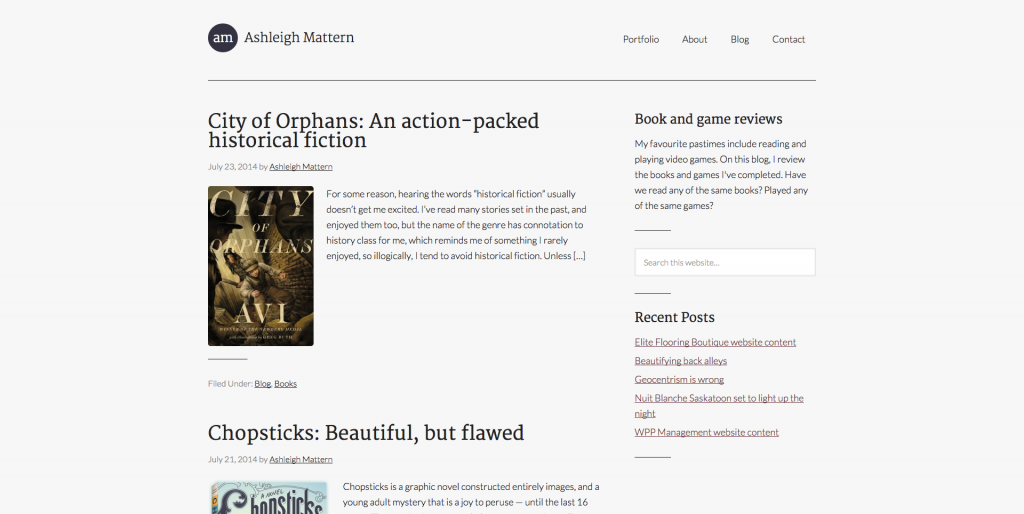 am
Ashleigh Mattern
Portfolio About Blog Contact
City of Orphans: An action-packed
historical fiction
July 23, 2014 by Ashleigh Mattern
CITY
OF
ORPHANS
AVI
For some reason, hearing the words “historical fiction” usually
doesn’t get me excited. I’ve read many stories set in the past, and
enjoyed them too, but the name of the genre has connotation to
history class for me, which reminds me of something I rarely
enjoyed, so illogically, I tend to avoid historical fiction. Unless […]
Filed Under: Blog, Books
Chopsticks: Beautiful, but flawed
July 21, 2014 by Ashleigh Mattern
A NOVEL
Chopsticks
Chopsticks is a graphic novel constructed entirely images, and a
young adult mystery that is a joy to peruse — until the last 16
Book and game reviews
My favourite pastimes include reading and
playing video games. On this blog, I review
the books and games I've completed. Have
we read any of the same books? Played any
of the same games?
Search this website…
Recent Posts
Elite Flooring Boutique website content
Beautifying back alleys
Geocentrism is wrong
Nuit Blanche Saskatoon set to light up the
night
WPP Management website content